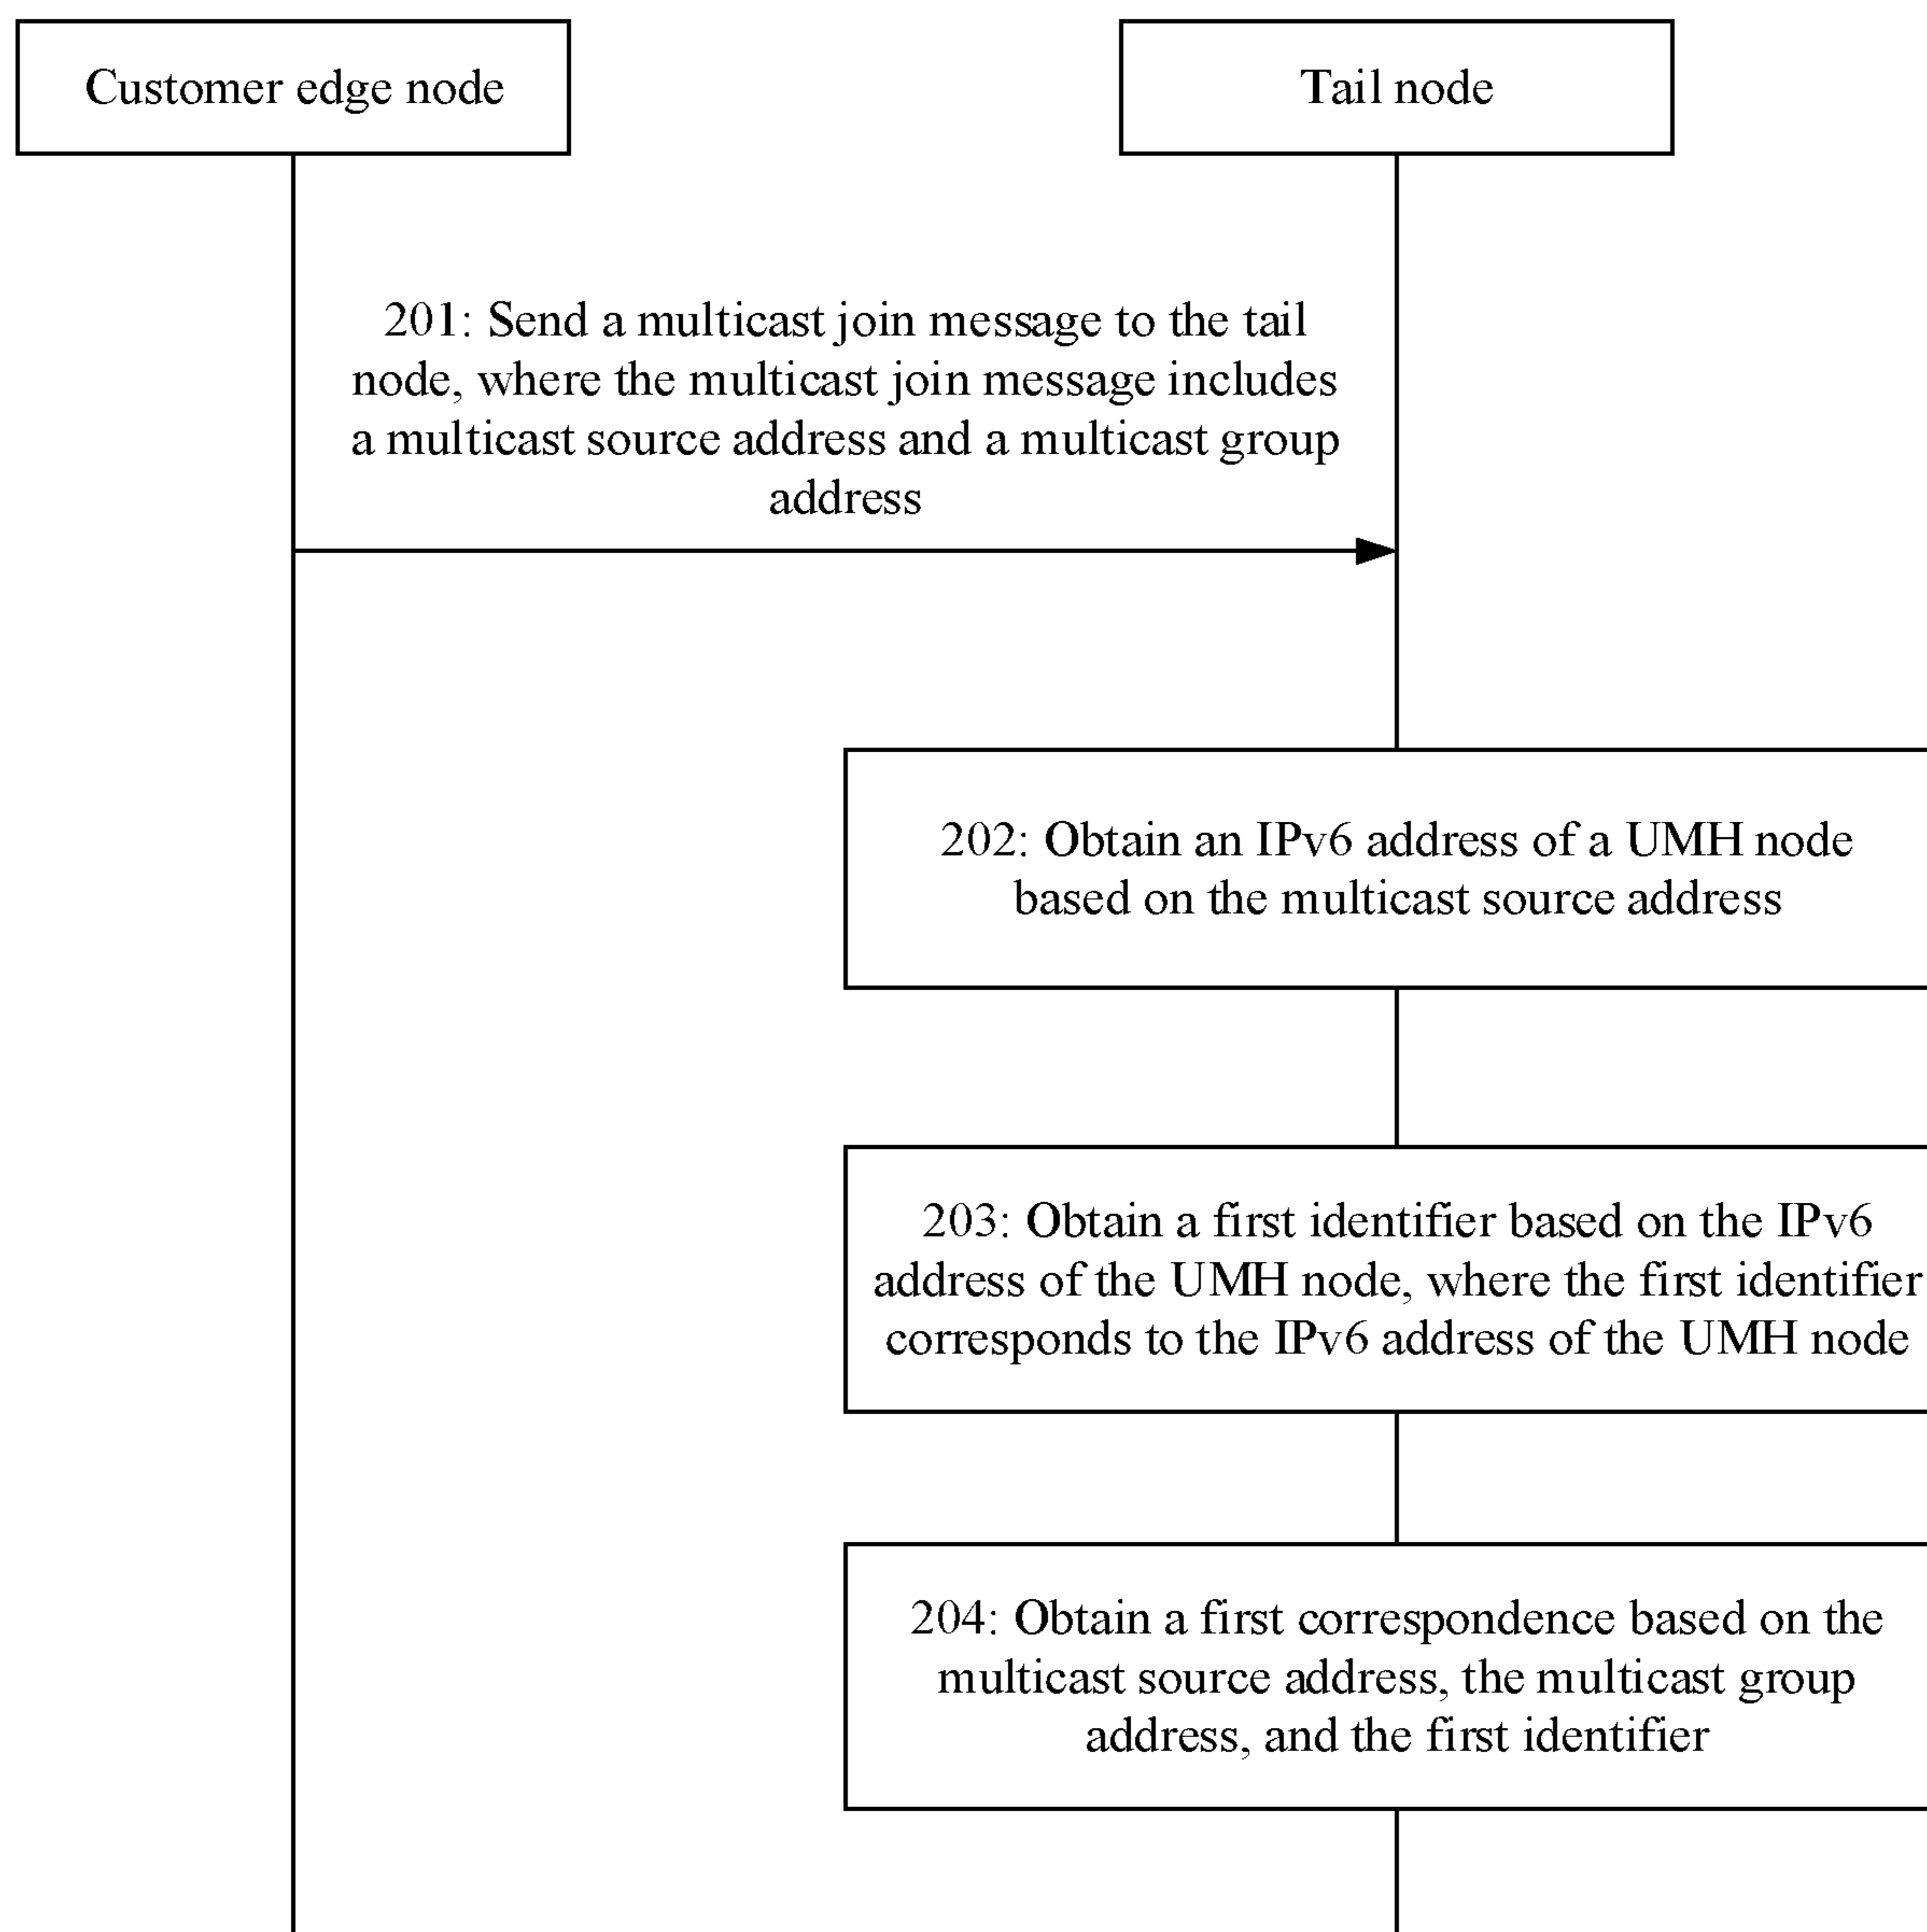 Customer edge node
Tail node
201: Send a multicast join message to the tail
node, where the multicast join message includes
a multicast source address and a multicast group
address
202: Obtain an IPv6 address of a UMH node
based on the multicast source address
203: Obtain a first identifier based on the IPv6
address of the UMH node, where the first identifier
corresponds to the IPv6 address of the UMH node
204: Obtain a first correspondence based on the
multicast source address, the multicast group
address, and the first identifier